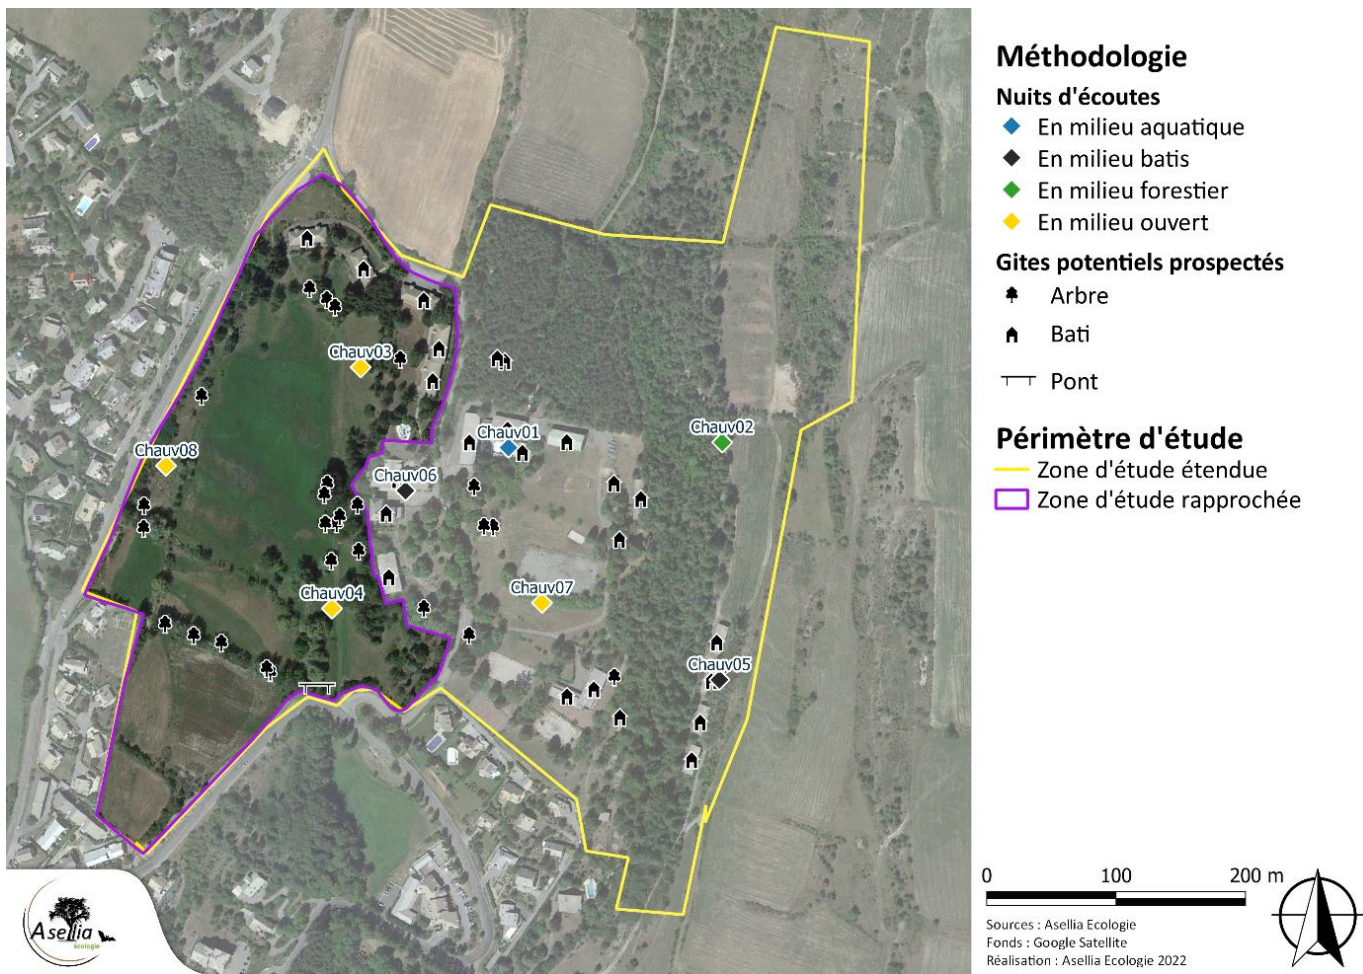 Méthodologie
Nuits d'écoutes
En milieu aquatique
En milieu batis
En milieu forestier
En milieu ouvert
Gites potentiels prospectés
Arbre
Bati
Pont
Périmètre d'étude
Zone d'étude étendue
Zone d'étude rapprochée
Chauv03
Chauv01
Chauv02
Chauv08
Chauv06
Chauv04
Chauv07
Chauv05
0 100 200 m
Sources : Asellia Ecologie
Fonds : Google Satellite
Réalisation : Asellia Ecologie 2022
Asellia
écologie